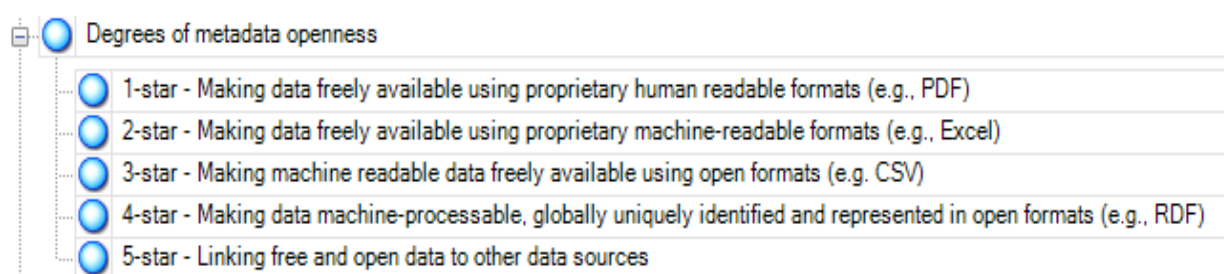 Degrees of metadata openness
1-star - Making data freely available using proprietary human readable formats (e.g., PDF)
2-star - Making data freely available using proprietary machine-readable formats (e.g., Excel)
3-star - Making machine readable data freely available using open formats (e.g. CSV)
4-star - Making data machine-processable, globally uniquely identified and represented in open formats (e.g., RDF)
5-star - Linking free and open data to other data sources